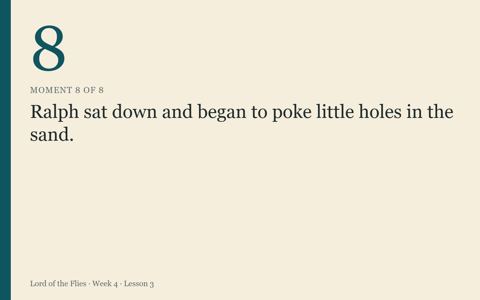 8
MOMENT 8 OF 8
Ralph sat down and began to poke little holes in the
sand.
Lord of the Flies · Week 4 · Lesson 3